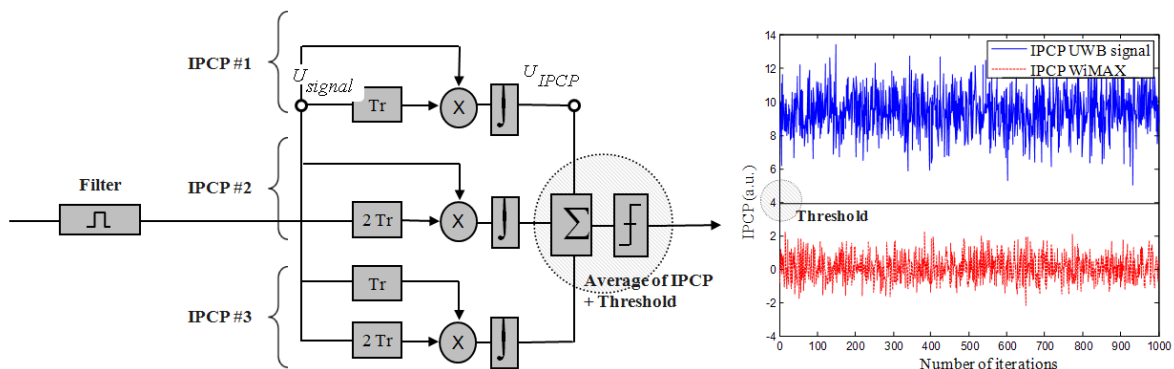 IPCP #1
U signal
Tr
X
∫
U IPCP
Filter
IPCP #2
2 Tr
X
∫
Σ
Average of IPCP
+ Threshold
IPCP #3
Tr
2 Tr
X
∫
IPCP UWB signal
IPCP WiMAX
Threshold
IPCP (a.u.)
14
12
10
8
6
4
2
0
-2
-4
0 100 200 300 400 500 600 700 800 900 1000
Number of iterations